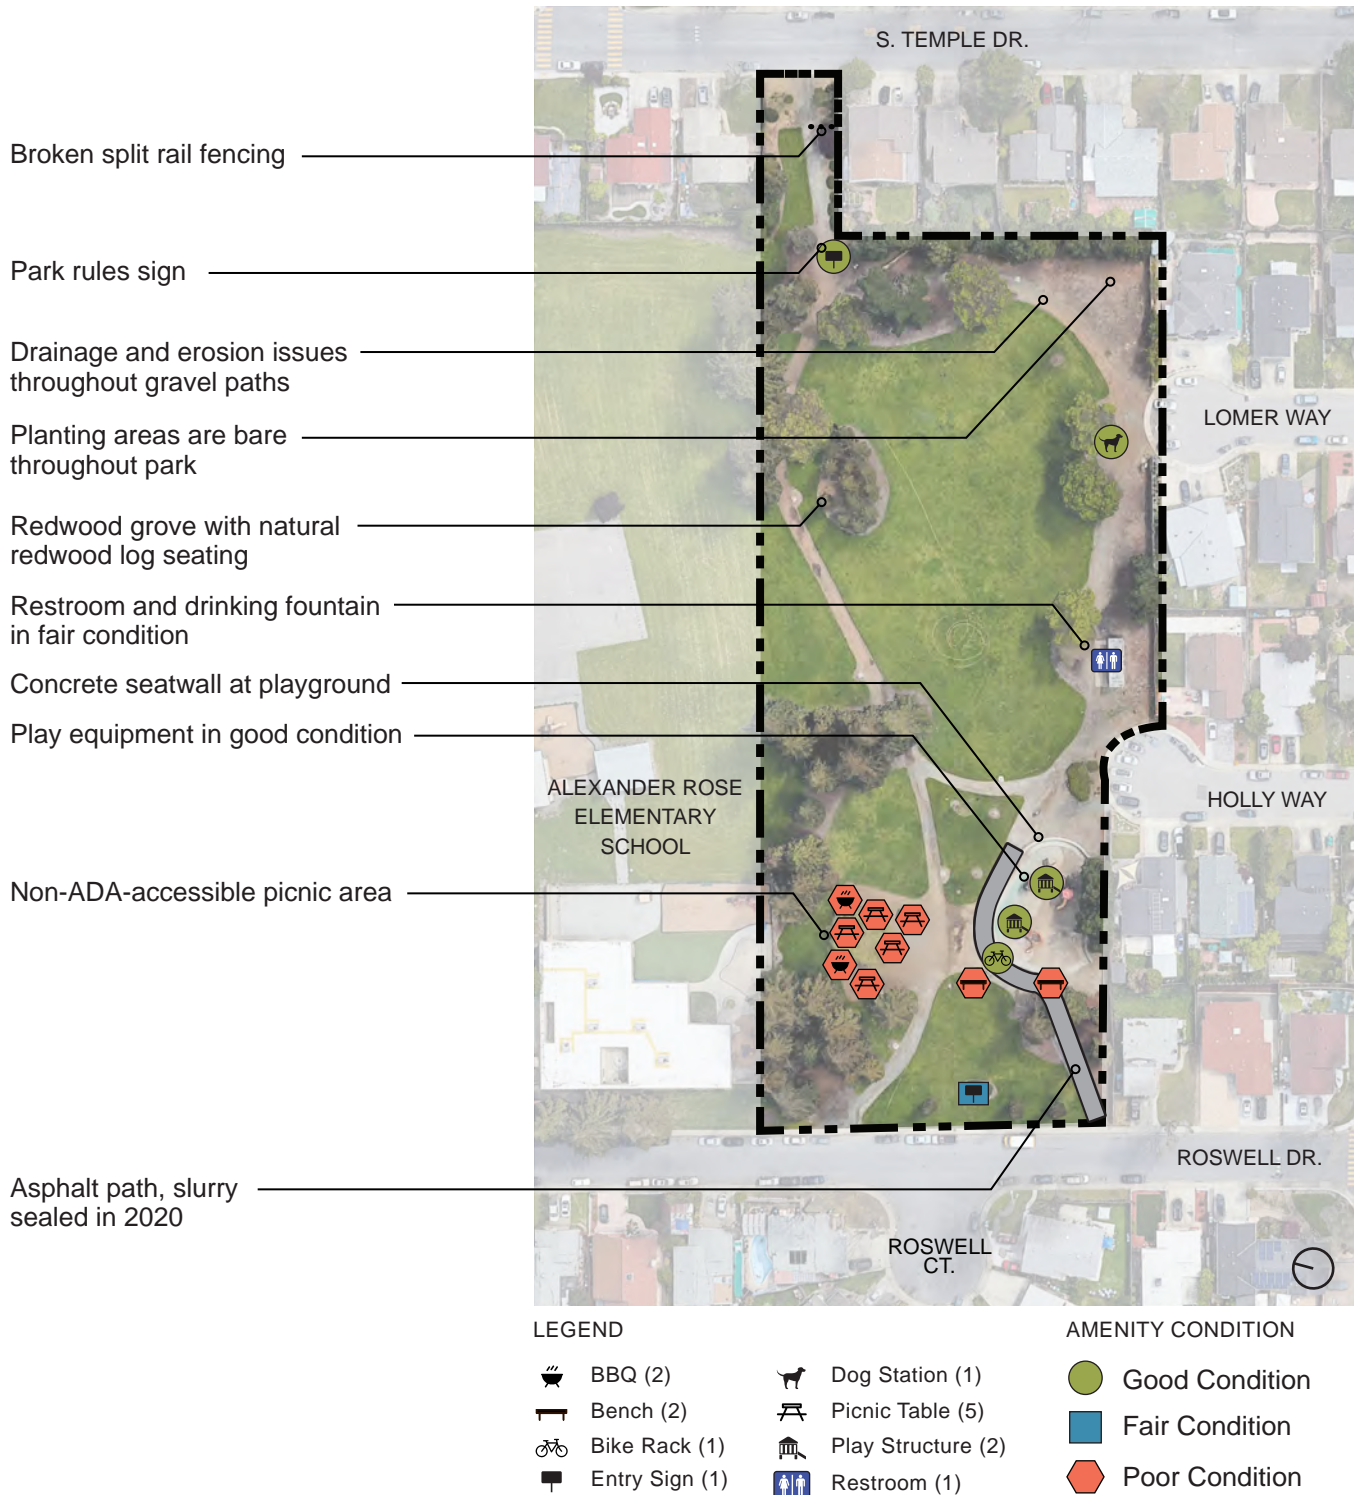 S. TEMPLE DR.
Broken split rail fencing
Park rules sign
Drainage and erosion issues
throughout gravel paths
LOMER WAY
Planting areas are bare
throughout park
Redwood grove with natural
redwood log seating
Restroom and drinking fountain
in fair condition
Concrete seatwall at playground
Play equipment in good condition
ALEXANDER ROSE
ELEMENTARY
SCHOOL
HOLLY WAY
Non-ADA-accessible picnic area
ROSWELL DR.
Asphalt path, slurry
sealed in 2020
ROSWELL
CT.
LEGEND
BBQ (2)
Bench (2)
Bike Rack (1)
Entry Sign (1)
Dog Station (1)
Picnic Table (5)
Play Structure (2)
Restroom (1)
AMENITY CONDITION
Good Condition
Fair Condition
Poor Condition